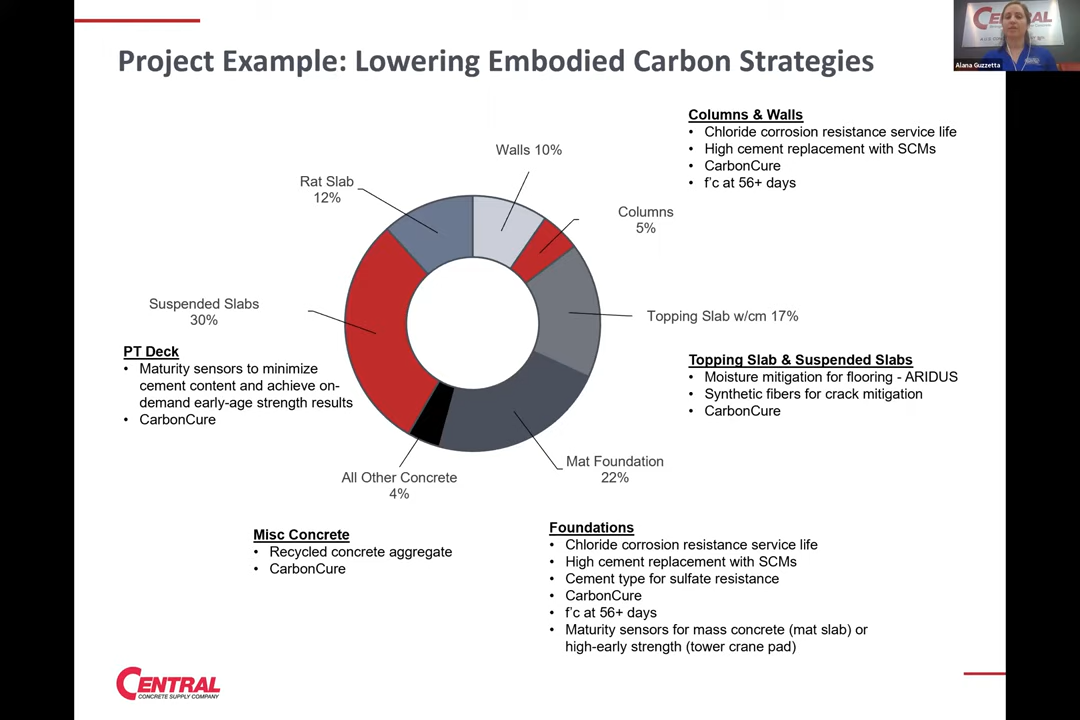 Project Example: Lowering Embodied Carbon Strategies
CENTRAL
Alana Guzzetta
Columns & Walls
• Chloride corrosion resistance service life
• High cement replacement with SCMs
• CarbonCure
• f'c at 56+ days
Walls 10%
Rat Slab
12%
Columns
5%
Suspended Slabs
30%
Topping Slab w/cm 17%
PT Deck
• Maturity sensors to minimize
cement content and achieve on-
demand early-age strength results
• CarbonCure
Topping Slab & Suspended Slabs
• Moisture mitigation for flooring - ARIDUS
• Synthetic fibers for crack mitigation
• CarbonCure
Mat Foundation
22%
All Other Concrete
4%
Misc Concrete
• Recycled concrete aggregate
• CarbonCure
Foundations
• Chloride corrosion resistance service life
• High cement replacement with SCMs
• Cement type for sulfate resistance
• CarbonCure
• f'c at 56+ days
• Maturity sensors for mass concrete (mat slab) or
high-early strength (tower crane pad)
CENTRAL
CONCRETE SUPPLY COMPANY